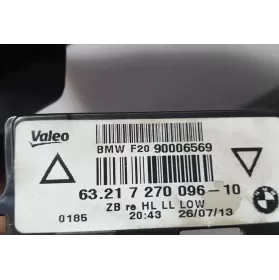 Valeo
BMW F20 90006569
63.21 7 270 096-10
ZB re HL LL LOW
0185 20:43 26/07/13